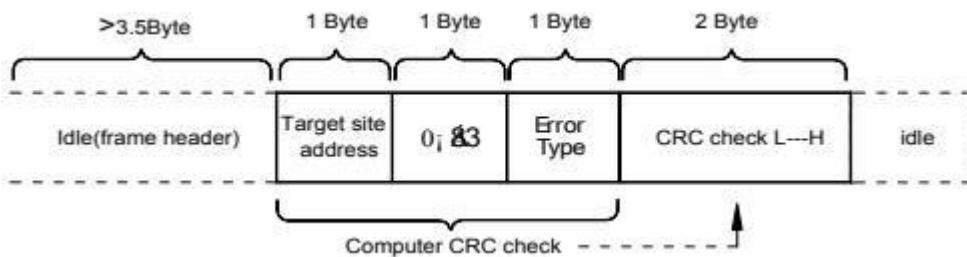 >3.5Byte 1 Byte 1 Byte 1 Byte 2 Byte
Idle(frame header) Target site address Error Type CRC check L---H idle
Computer CRC check